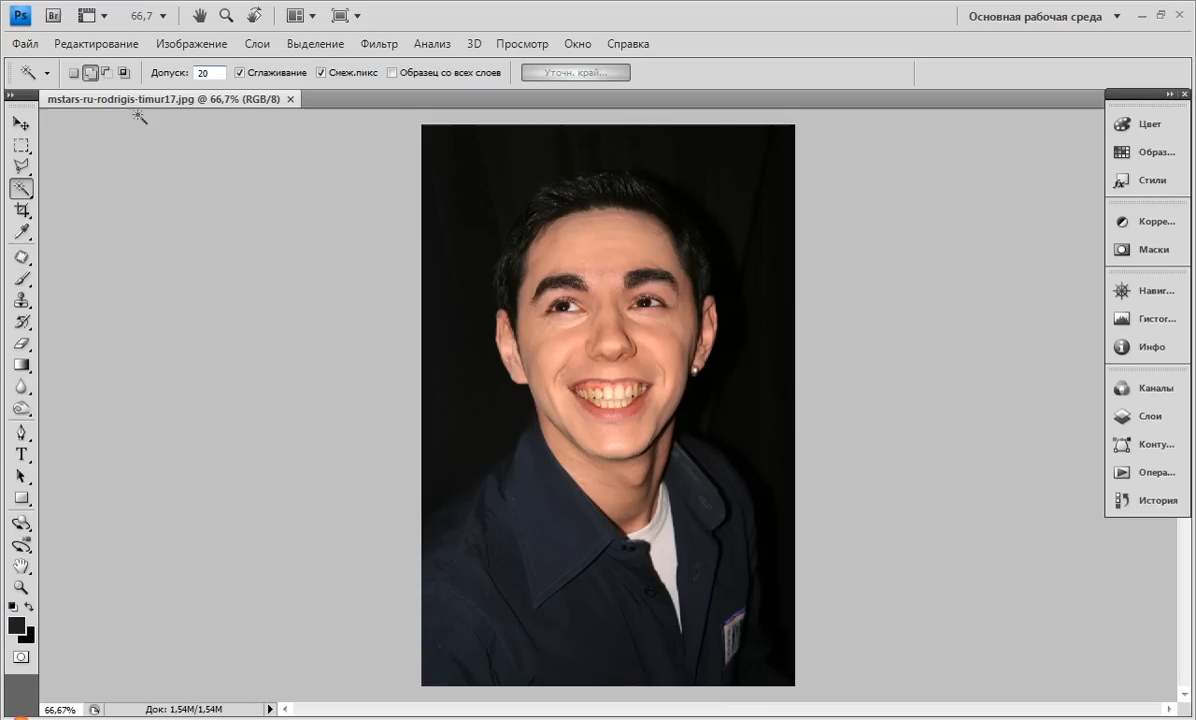 Ps Br 66,7 Основная рабочая среда
Файл Редактирование Изображение Слои Выделение Фильтр Анализ 3D Просмотр Окно Справка
Допуск: 20 Сглаживание Смеж.пикс Образец со всех слоев Уточн. край...
mstars-ru-rodrigis-timur17.jpg @ 66,7% (RGB/8)
Цвет
Образ...
Стили
Корре...
Маски
Навиг...
Гистог...
Инфо
Каналы
Слои
Конту...
Опера...
История
66,67% Док: 1,54M/1,54M